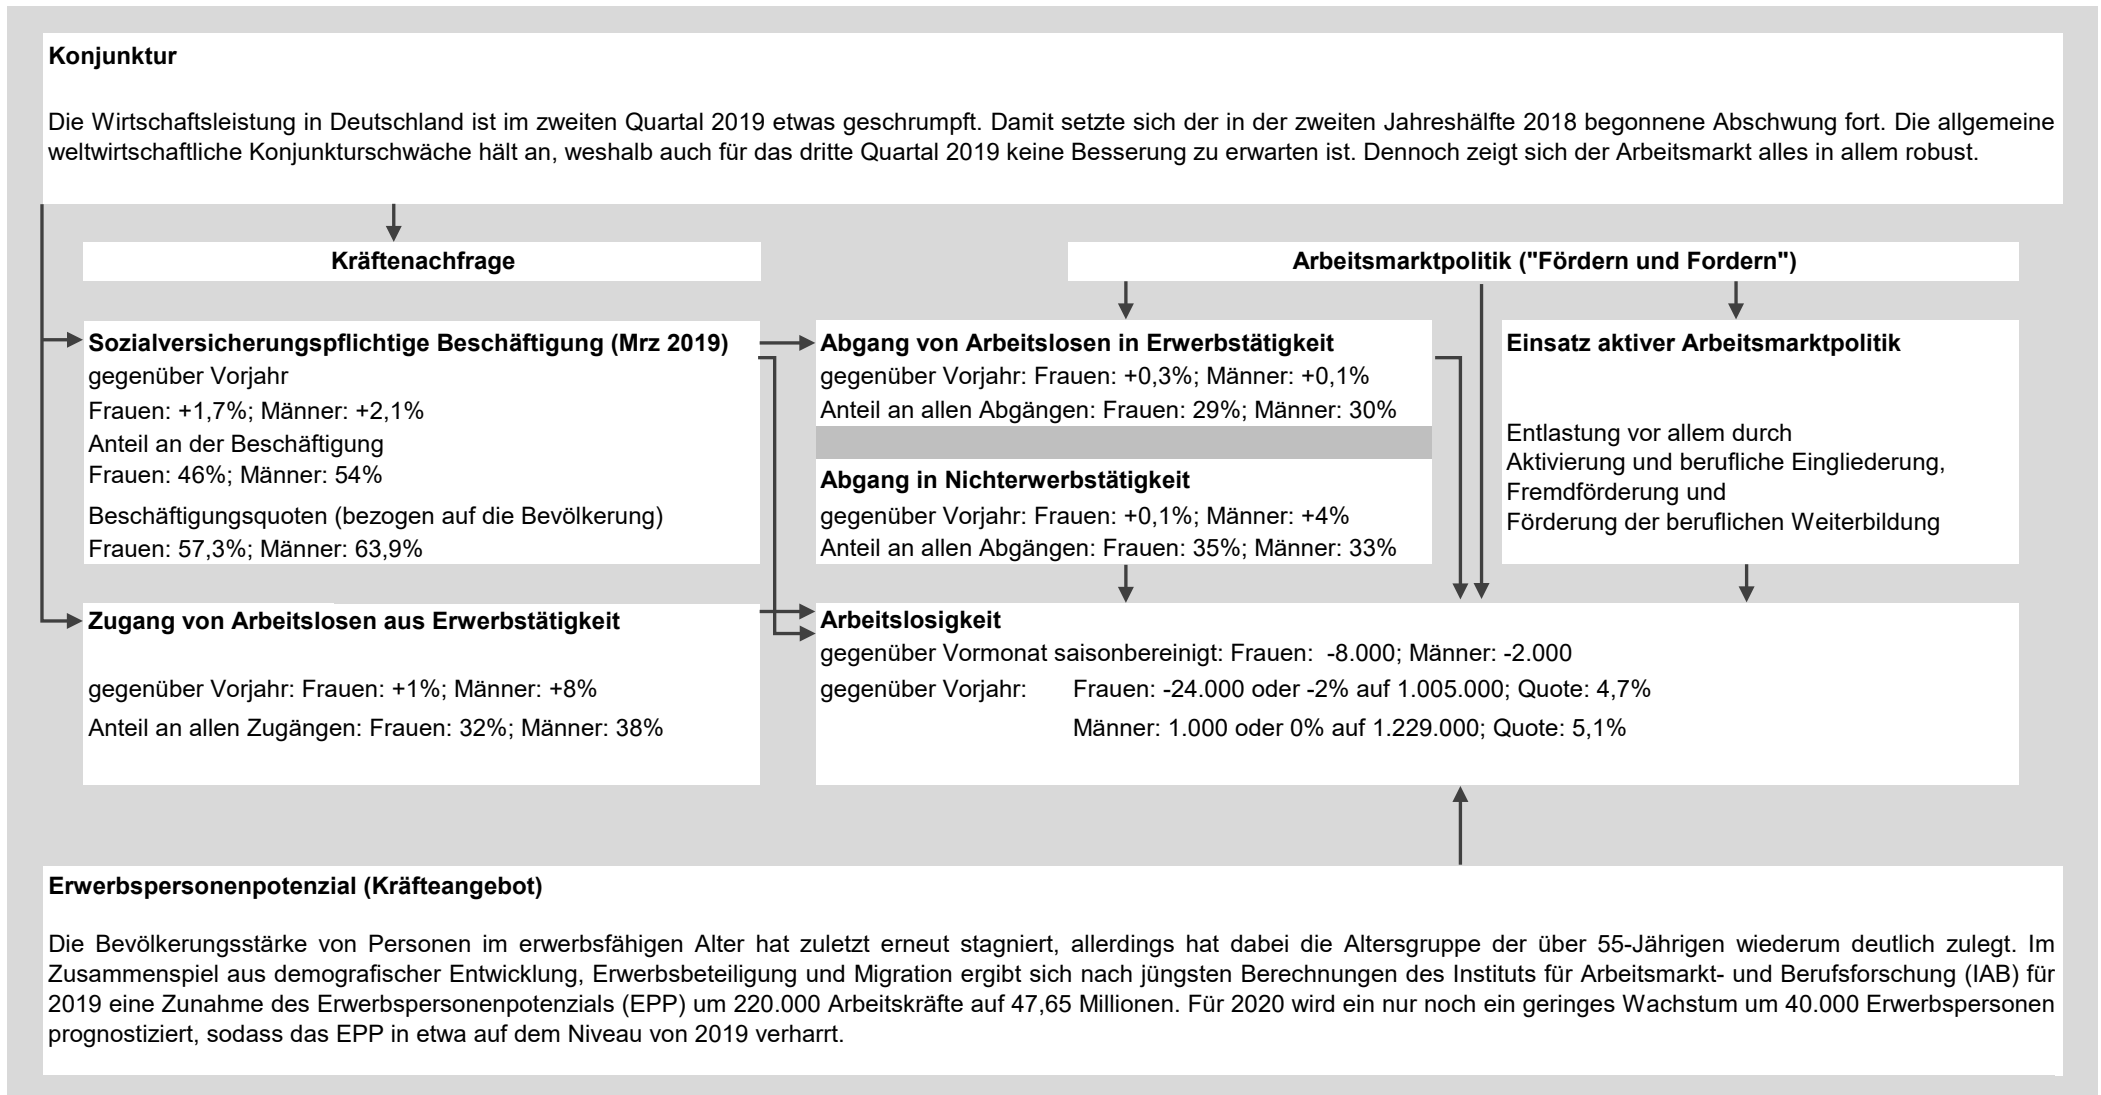 Konjunktur
Die Wirtschaftsleistung in Deutschland ist im zweiten Quartal 2019 etwas geschrumpft. Damit setzte sich der in der zweiten Jahreshälfte 2018 begonnene Abschwung fort. Die allgemeine
weltwirtschaftliche Konjunkturschwäche hält an, weshalb auch für das dritte Quartal 2019 keine Besserung zu erwarten ist. Dennoch zeigt sich der Arbeitsmarkt alles in allem robust.
Kräftenachfrage
Arbeitsmarktpolitik ("Fördern und Fordern")
Sozialversicherungspflichtige Beschäftigung (Mrz 2019)
gegenüber Vorjahr
Frauen: +1,7%; Männer: +2,1%
Anteil an der Beschäftigung
Frauen: 46%; Männer: 54%
Beschäftigungsquoten (bezogen auf die Bevölkerung)
Frauen: 57,3%; Männer: 63,9%
Abgang von Arbeitslosen in Erwerbstätigkeit
gegenüber Vorjahr: Frauen: +0,3%; Männer: +0,1%
Anteil an allen Abgängen: Frauen: 29%; Männer: 30%
Abgang in Nichterwerbstätigkeit
gegenüber Vorjahr: Frauen: +0,1%; Männer: +4%
Anteil an allen Abgängen: Frauen: 35%; Männer: 33%
Einsatz aktiver Arbeitsmarktpolitik
Entlastung vor allem durch
Aktivierung und berufliche Eingliederung,
Fremdförderung und
Förderung der beruflichen Weiterbildung
Zugang von Arbeitslosen aus Erwerbstätigkeit
gegenüber Vorjahr: Frauen: +1%; Männer: +8%
Anteil an allen Zugängen: Frauen: 32%; Männer: 38%
Arbeitslosigkeit
gegenüber Vormonat saisonbereinigt: Frauen: -8.000; Männer: -2.000
gegenüber Vorjahr: Frauen: -24.000 oder -2% auf 1.005.000; Quote: 4,7%
Männer: 1.000 oder 0% auf 1.229.000; Quote: 5,1%
Erwerbspersonenpotenzial (Kräfteangebot)
Die Bevölkerungsstärke von Personen im erwerbsfähigen Alter hat zuletzt erneut stagniert, allerdings hat dabei die Altersgruppe der über 55-Jährigen wiederum deutlich zulegt. Im
Zusammenspiel aus demografischer Entwicklung, Erwerbsbeteiligung und Migration ergibt sich nach jüngsten Berechnungen des Instituts für Arbeitsmarkt- und Berufsforschung (IAB) für
2019 eine Zunahme des Erwerbspersonenpotenzials (EPP) um 220.000 Arbeitskräfte auf 47,65 Millionen. Für 2020 wird ein nur noch ein geringes Wachstum um 40.000 Erwerbspersonen
prognostiziert, sodass das EPP in etwa auf dem Niveau von 2019 verharrt.